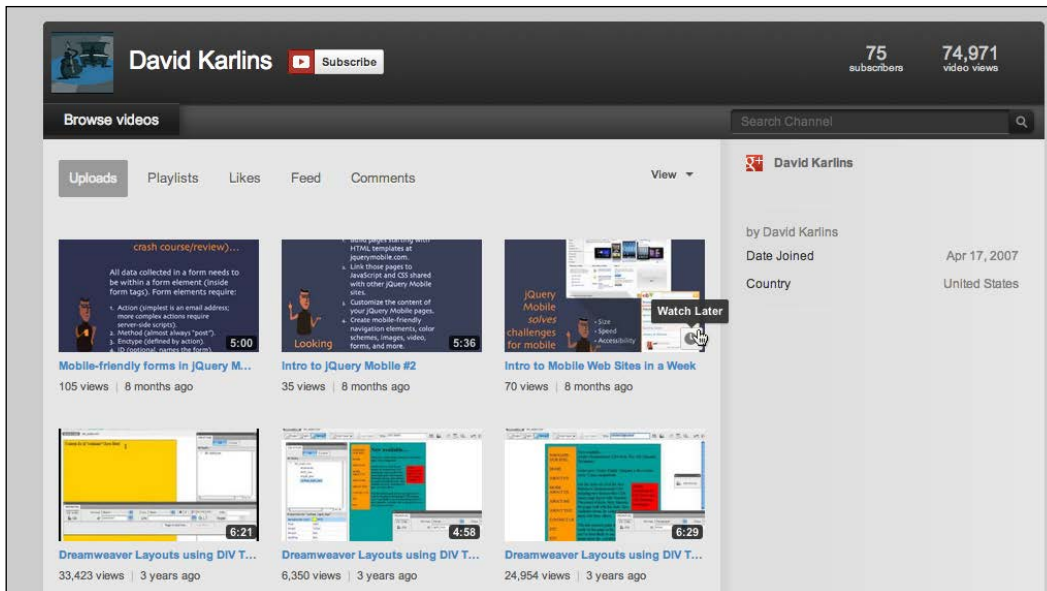 David Karlins
Subscribe
75
subscribers
74,971
video views
Browse videos
Search Channel
Uploads
Playlists
Likes
Feed
Comments
View
David Karlins
by David Karlins
Date Joined
Apr 17, 2007
Country
United States
crash course/review)...
All data collected in a form needs to
be within a form element (inside
form tags). Form elements require:
1. Action (simplest is an email address;
more complex actions require
server-side scripts).
2. Method (almost always "post").
3. Enctype (defined by action).
4. ID (optional, names the form).
5:00
Build pages starting with
HTML templates at
jquerymobile.com.
2. Link those pages to
JavaScript and CSS shared
with other jQuery Mobile
sites.
3. Customize the content of
your jQuery Mobile pages.
4. Create mobile-friendly
navigation elements, color
schemes, images, video,
forms, and more.
Looking
5:36
jQuery
Mobile
solves
challenges
for mobile
- Size
- Speed
- Accessibility
Watch Later
Mobile-friendly forms in jQuery M...
105 views | 8 months ago
Intro to jQuery Mobile #2
35 views | 8 months ago
Intro to Mobile Web Sites in a Week
70 views | 8 months ago
6:21
4:58
6:29
Dreamweaver Layouts using DIV T...
33,423 views | 3 years ago
Dreamweaver Layouts using DIV T...
6,350 views | 3 years ago
Dreamweaver Layouts using DIV T...
24,954 views | 3 years ago